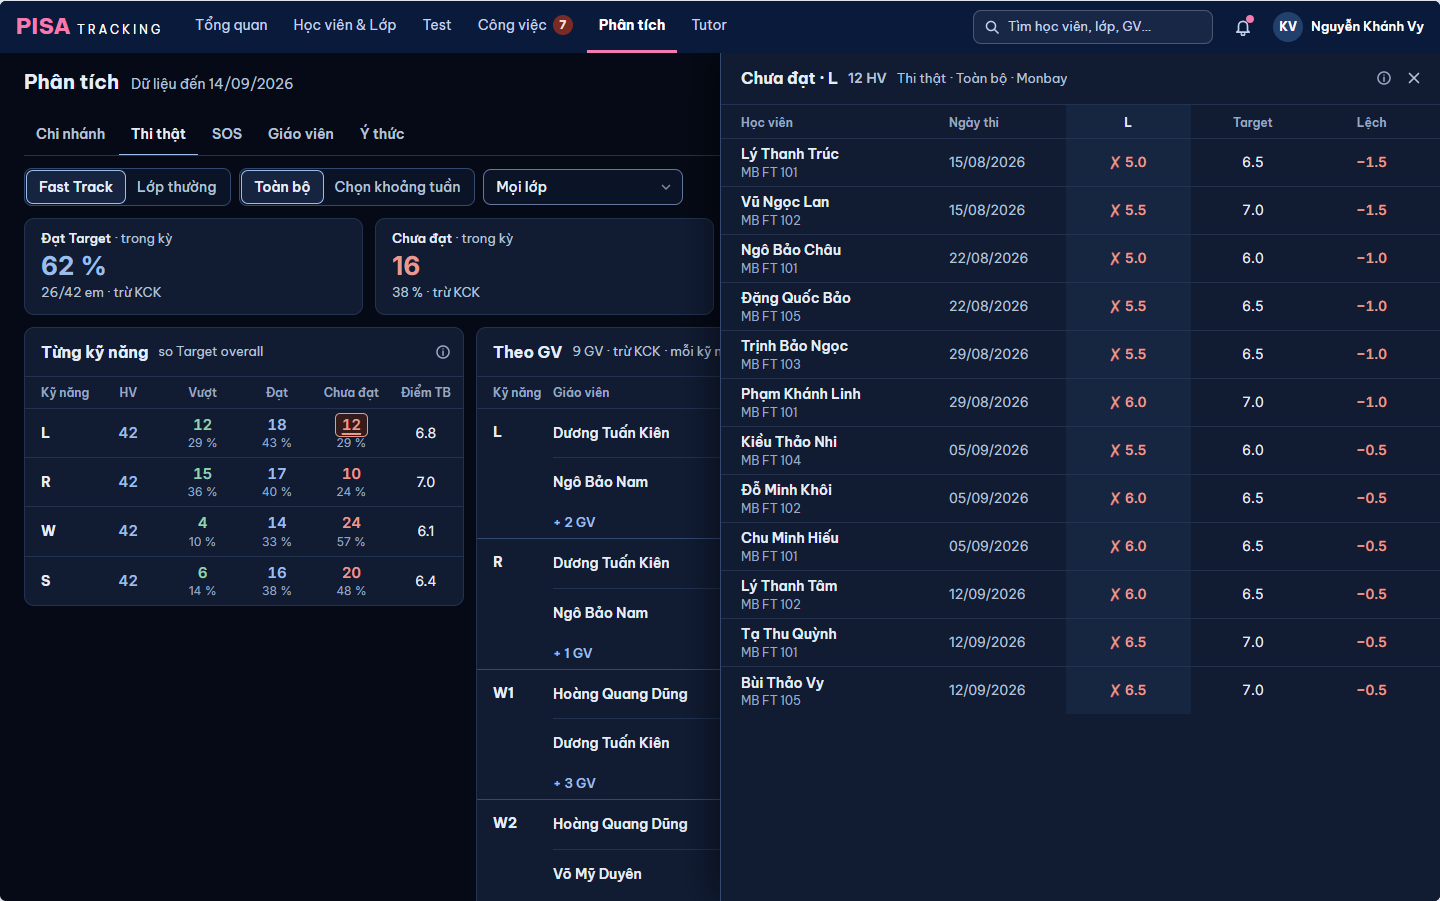 PISA TRACKING
Tổng quan
Học viên & Lớp
Test
Công việc 7
Phân tích
Tutor
Tìm học viên, lớp, GV...
KV Nguyễn Khánh Vy
Phân tích Dữ liệu đến 14/09/2026
Chi nhánh
Thi thật
SOS
Giáo viên
Ý thức
Fast Track
Lớp thường
Toàn bộ
Chọn khoảng tuần
Mọi lớp
Đạt Target · trong kỳ
62 %
26/42 em · trừ KCK
Chưa đạt · trong kỳ
16
38 % · trừ KCK
Từng kỹ năng so Target overall
Kỹ năng HV Vượt Đạt Chưa đạt Điểm TB
L 42 12 18 12 6.8
29 % 43 % 29 %
R 42 15 17 10 7.0
36 % 40 % 24 %
W 42 4 14 24 6.1
10 % 33 % 57 %
S 42 6 16 20 6.4
14 % 38 % 48 %
Theo GV 9 GV · trừ KCK · mỗi kỹ
Kỹ năng Giáo viên
L Dương Tuấn Kiên
Ngô Bảo Nam
+ 2 GV
R Dương Tuấn Kiên
Ngô Bảo Nam
+ 1 GV
W1 Hoàng Quang Dũng
Dương Tuấn Kiên
+ 3 GV
W2 Hoàng Quang Dũng
Võ Mỹ Duyên
Chưa đạt · L 12 HV Thi thật · Toàn bộ · Monbay
Học viên Ngày thi L Target Lệch
Lý Thanh Trúc 15/08/2026 ✗ 5.0 6.5 −1.5
MB FT 101
Vũ Ngọc Lan 15/08/2026 ✗ 5.5 7.0 −1.5
MB FT 102
Ngô Bảo Châu 22/08/2026 ✗ 5.0 6.0 −1.0
MB FT 101
Đặng Quốc Bảo 22/08/2026 ✗ 5.5 6.5 −1.0
MB FT 105
Trịnh Bảo Ngọc 29/08/2026 ✗ 5.5 6.5 −1.0
MB FT 103
Phạm Khánh Linh 29/08/2026 ✗ 6.0 7.0 −1.0
MB FT 101
Kiều Thảo Nhi 05/09/2026 ✗ 5.5 6.0 −0.5
MB FT 104
Đỗ Minh Khôi 05/09/2026 ✗ 6.0 6.5 −0.5
MB FT 102
Chu Minh Hiếu 05/09/2026 ✗ 6.0 6.5 −0.5
MB FT 101
Lý Thanh Tâm 12/09/2026 ✗ 6.0 6.5 −0.5
MB FT 102
Tạ Thu Quỳnh 12/09/2026 ✗ 6.5 7.0 −0.5
MB FT 101
Bùi Thảo Vy 12/09/2026 ✗ 6.5 7.0 −0.5
MB FT 105